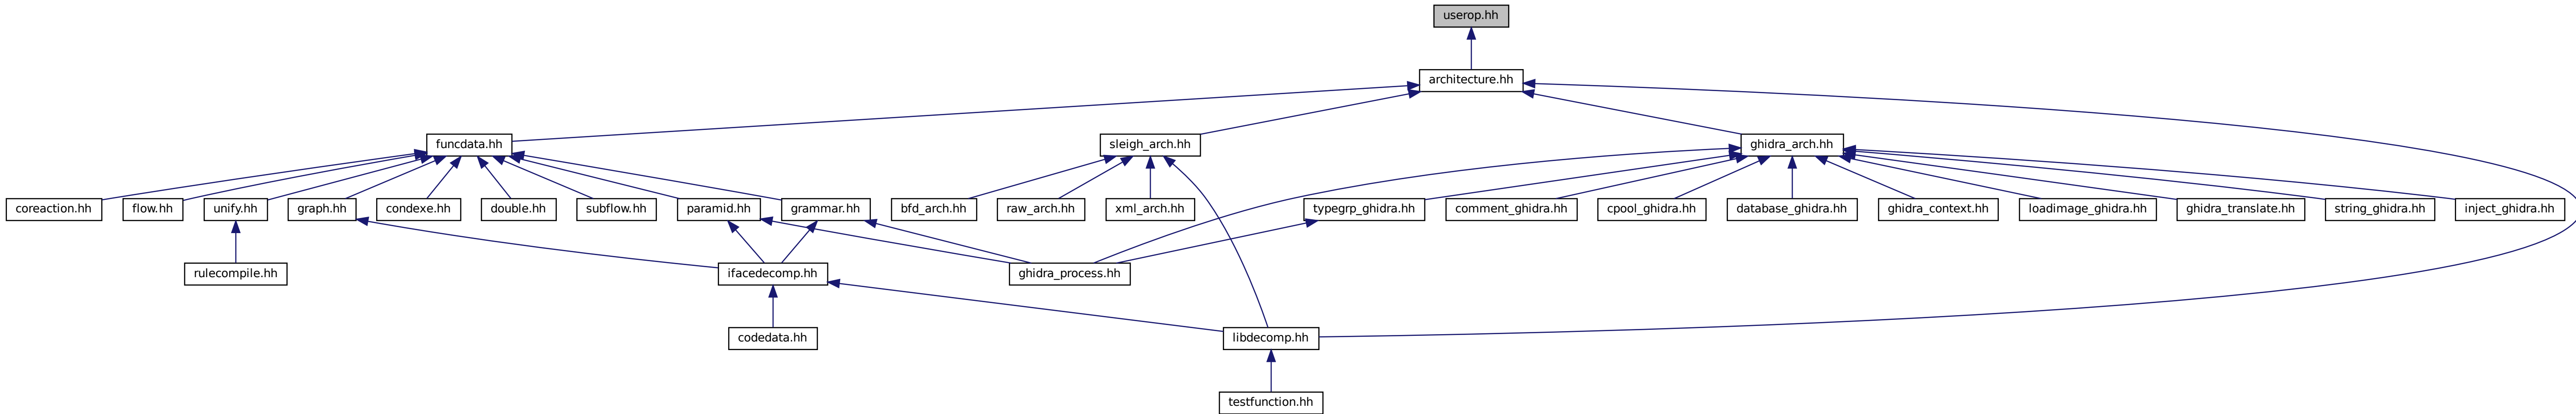 userop.hh
architecture.hh
funcdata.hh
sleigh_arch.hh
ghidra_arch.hh
coreaction.hh
flow.hh
unify.hh
graph.hh
condexe.hh
double.hh
subflow.hh
paramid.hh
grammar.hh
bfd_arch.hh
raw_arch.hh
xml_arch.hh
typegrp_ghidra.hh
comment_ghidra.hh
cpool_ghidra.hh
database_ghidra.hh
ghidra_context.hh
loadimage_ghidra.hh
ghidra_translate.hh
string_ghidra.hh
inject_ghidra.hh
rulecompile.hh
ifacedecomp.hh
ghidra_process.hh
codedata.hh
libdecomp.hh
testfunction.hh